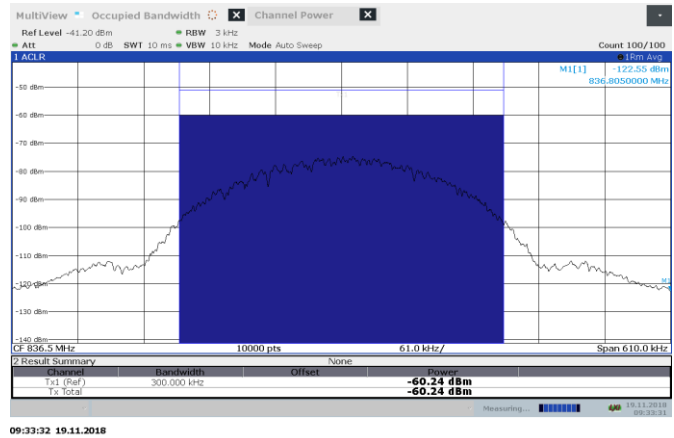 MultiView Occupied Bandwidth X Channel Power X
Ref Level -41.20 dBm RBW 3 kHz
Att 0 dB SWT 10 ms VBW 10 kHz Mode Auto Sweep Count 100/100
1 ACLR 1Rm Avg
M1[1] -122.55 dBm
836.8050000 MHz
-50 dBm
-60 dBm
-70 dBm
-80 dBm
-90 dBm
-100 dBm
-110 dBm
-120 dBm M1
-130 dBm
-140 dBm
CF 836.5 MHz 10000 pts 61.0 kHz/ Span 610.0 kHz
2 Result Summary None
Channel Bandwidth Offset Power
Tx1 (Ref) 300.000 kHz -60.24 dBm
Tx Total -60.24 dBm
Measuring... 19.11.2018
09:33:31
09:33:32 19.11.2018